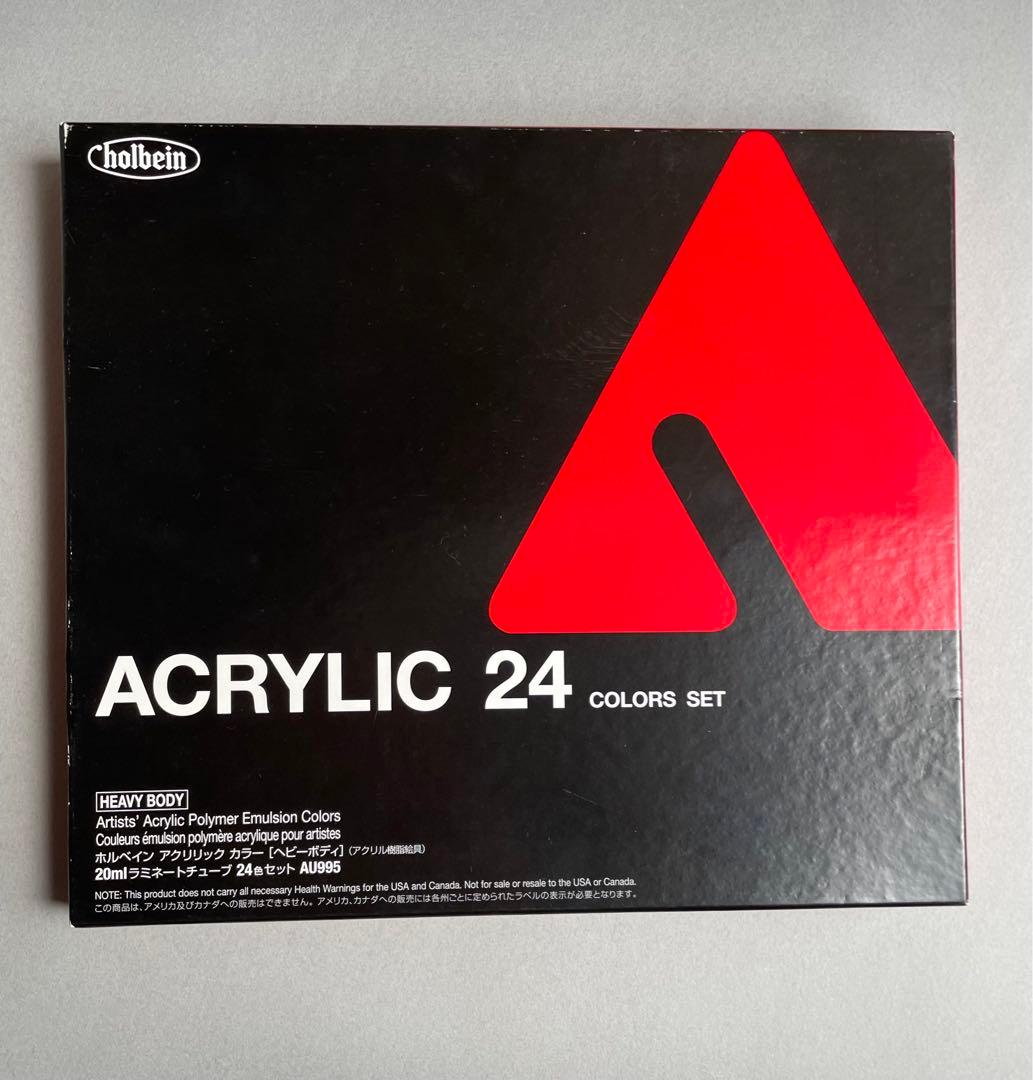 holbein
ACRYLIC 24 COLORS SET
HEAVY BODY
Artists' Acrylic Polymer Emulsion Colors
Couleurs émulsion polymère acrylique pour artistes
ホルベイン アクリリック カラー [ヘビーボディ] (アクリル樹脂絵具)
20mlラミネートチューブ 24色セット AU995
NOTE: This product does not carry all necessary Health Warnings for the USA and Canada. Not for sale or resale to the USA or Canada.
この商品は、アメリカ及びカナダへの販売はできません。アメリカ、カナダへの販売には各州ごとに定められたラベルの表示が必要となります。